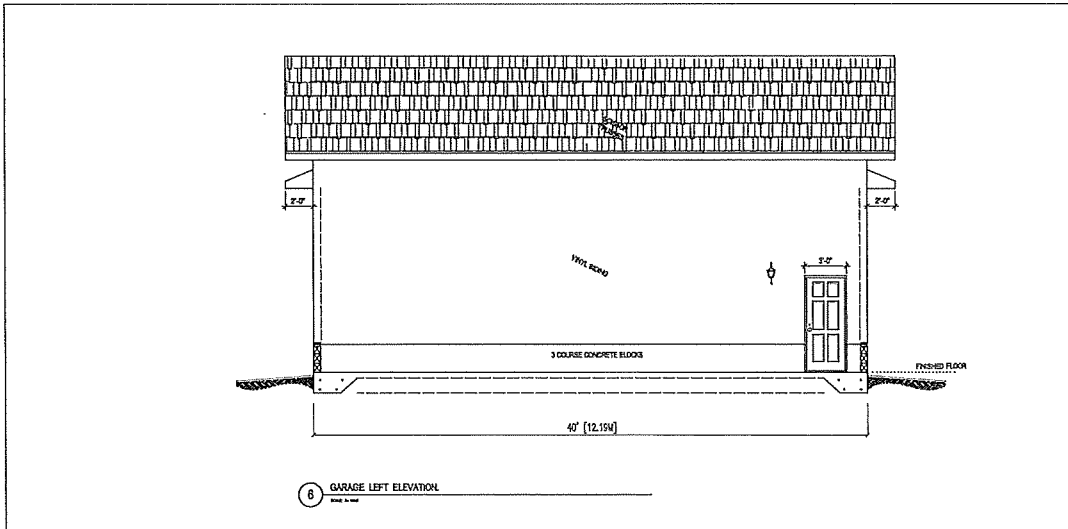 2'-0"
2'-0"
VINYL SIDING
3'-0"
3 COURSE CONCRETE BLOCKS
FINISHED FLOOR
40' [12.19M]
6
GARAGE LEFT ELEVATION.